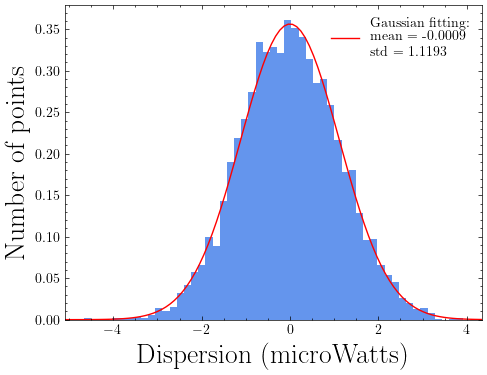 Gaussian fitting:
mean = -0.0009
std = 1.1193
Number of points
0.35
0.30
0.25
0.20
0.15
0.10
0.05
0.00
−4 −2 0 2 4
Dispersion (microWatts)